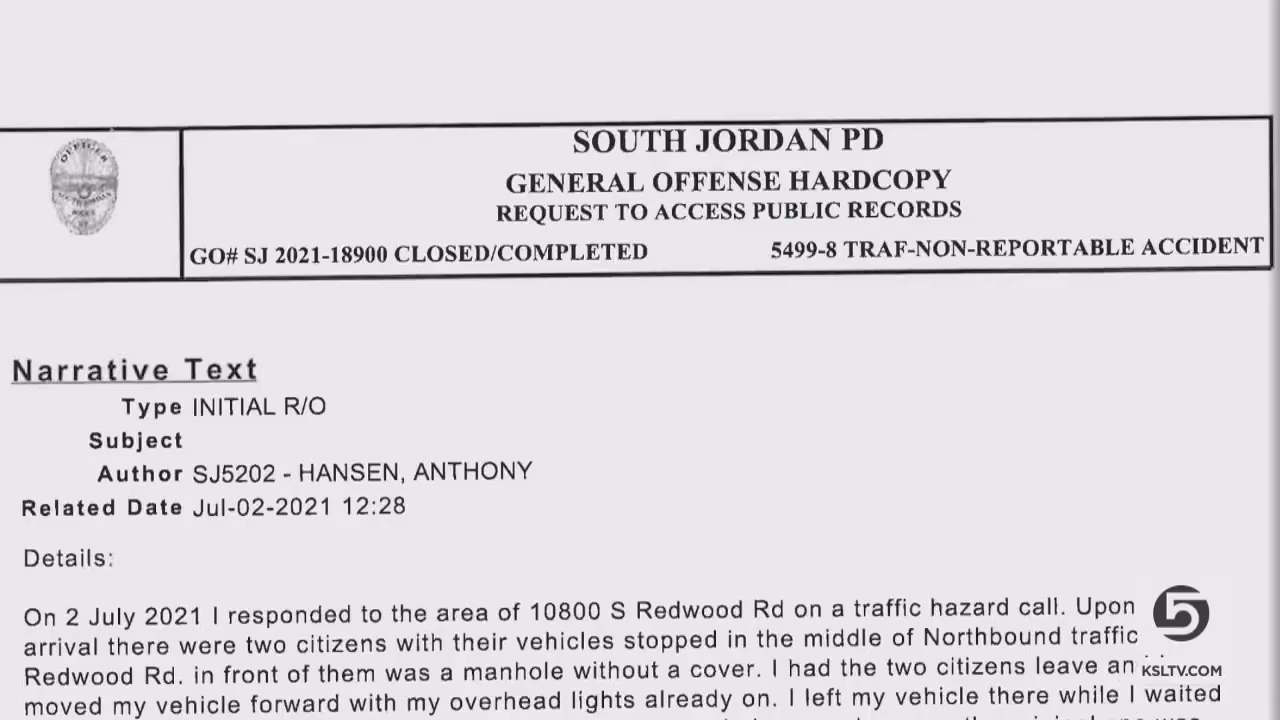 OFFICER
SOUTH JORDAN PD
GENERAL OFFENSE HARDCOPY
REQUEST TO ACCESS PUBLIC RECORDS
GO# SJ 2021-18900 CLOSED/COMPLETED 5499-8 TRAF-NON-REPORTABLE ACCIDENT
Narrative Text
Type INITIAL R/O
Subject
Author SJ5202 - HANSEN, ANTHONY
Related Date Jul-02-2021 12:28
Details:
On 2 July 2021 I responded to the area of 10800 S Redwood Rd on a traffic hazard call. Upon
arrival there were two citizens with their vehicles stopped in the middle of Northbound traffic
Redwood Rd. in front of them was a manhole without a cover. I had the two citizens leave an
moved my vehicle forward with my overhead lights already on. I left my vehicle there while I waited
5
KSLTV.COM